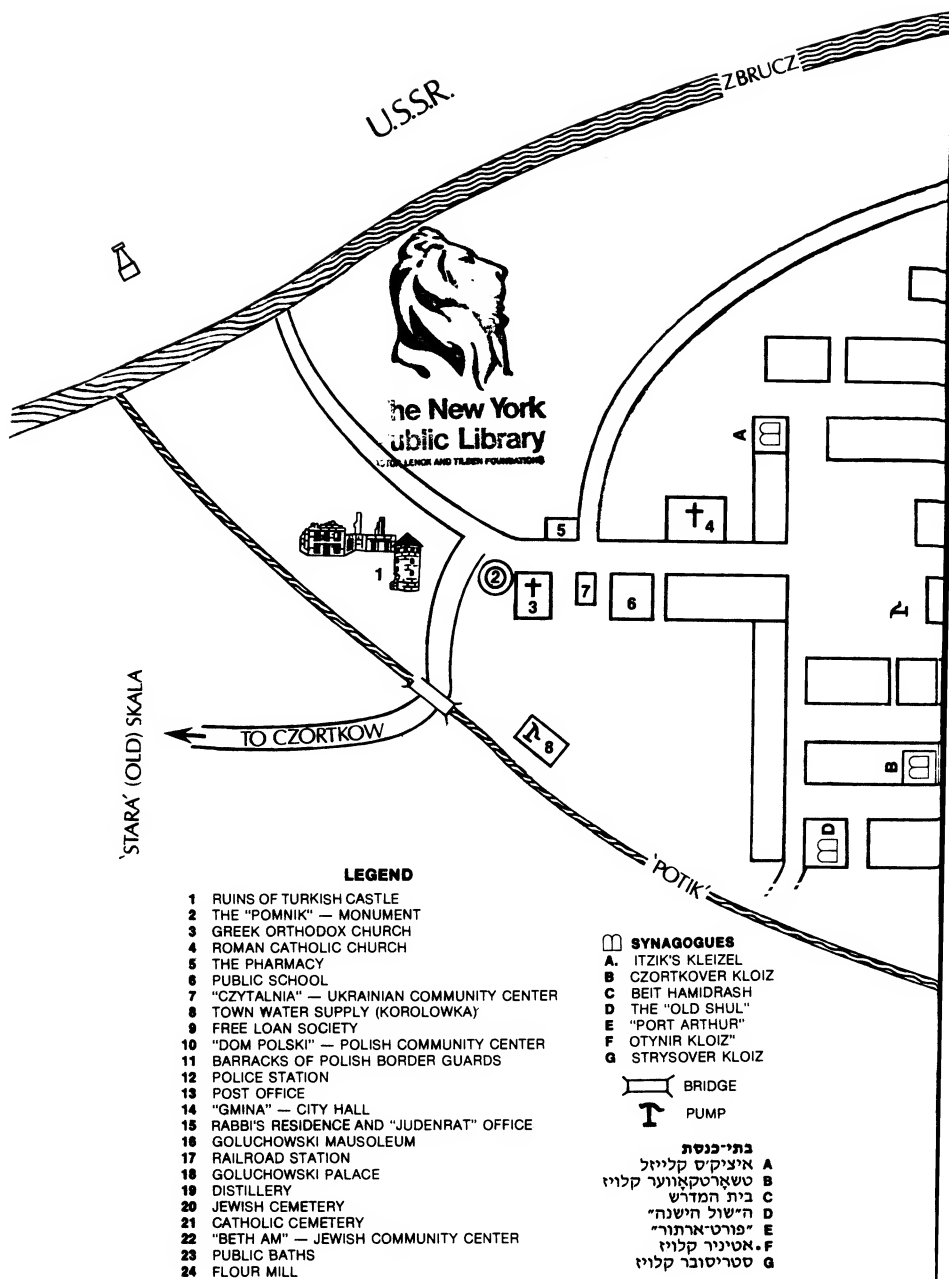 U.S.S.R.
ZBRUCZ
he New York
ublic Library
LENOX AND TILDEN FOUNDATIONS
A
4
5
2
3
7
6
1
8
'STARA' (OLD) SKALA
TO CZORTKOW
B
D
'POTIK'
LEGEND
1 RUINS OF TURKISH CASTLE
2 THE "POMNIK" — MONUMENT
3 GREEK ORTHODOX CHURCH
4 ROMAN CATHOLIC CHURCH
5 THE PHARMACY
6 PUBLIC SCHOOL
7 "CZYTALNIA" — UKRAINIAN COMMUNITY CENTER
8 TOWN WATER SUPPLY (KOROLOWKA)
9 FREE LOAN SOCIETY
10 "DOM POLSKI" — POLISH COMMUNITY CENTER
11 BARRACKS OF POLISH BORDER GUARDS
12 POLICE STATION
13 POST OFFICE
14 "GMINA" — CITY HALL
15 RABBI'S RESIDENCE AND "JUDENRAT" OFFICE
16 GOLUCHOWSKI MAUSOLEUM
17 RAILROAD STATION
18 GOLUCHOWSKI PALACE
19 DISTILLERY
20 JEWISH CEMETERY
21 CATHOLIC CEMETERY
22 "BETH AM" — JEWISH COMMUNITY CENTER
23 PUBLIC BATHS
24 FLOUR MILL
SYNAGOGUES
A. ITZIK'S KLEIZEL
B CZORTKOVER KLOIZ
C BEIT HAMIDRASH
D THE "OLD SHUL"
E "PORT ARTHUR"
F OTYNIR KLOIZ"
G STRYSOVER KLOIZ
BRIDGE
PUMP
בתי־כנסת
A איציק'ס קלייזל
B טשאָרטקאָווער קלויז
C בית המדרש
D ה"שול הישנה"
E "פורט־ארתור"
F. אטיניר קלויז
G סטריסובר קלויז